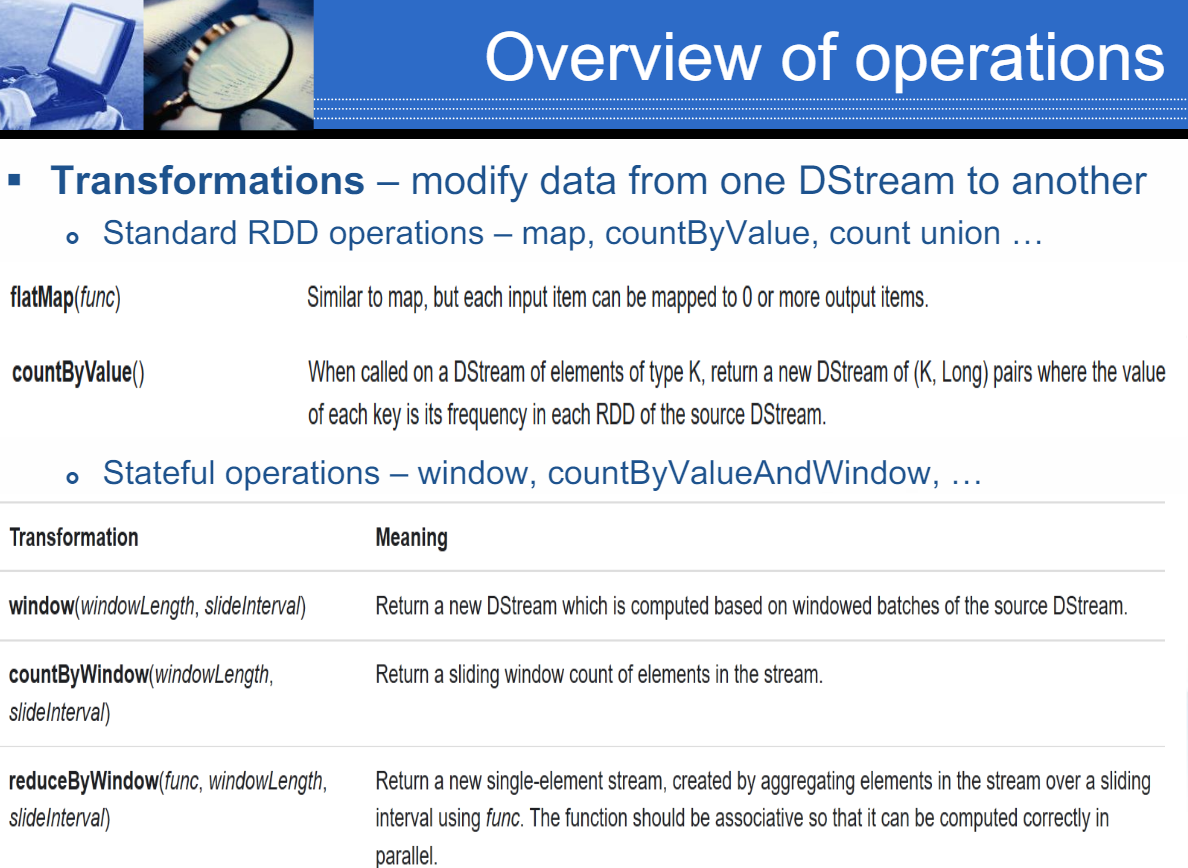 Overview of operations
▪ Transformations – modify data from one DStream to another
∘ Standard RDD operations – map, countByValue, count union …
flatMap(func) Similar to map, but each input item can be mapped to 0 or more output items.
countByValue() When called on a DStream of elements of type K, return a new DStream of (K, Long) pairs where the value
of each key is its frequency in each RDD of the source DStream.
∘ Stateful operations – window, countByValueAndWindow, …
Transformation Meaning
window(windowLength, slideInterval) Return a new DStream which is computed based on windowed batches of the source DStream.
countByWindow(windowLength, Return a sliding window count of elements in the stream.
slideInterval)
reduceByWindow(func, windowLength, Return a new single-element stream, created by aggregating elements in the stream over a sliding
slideInterval) interval using func. The function should be associative so that it can be computed correctly in
parallel.